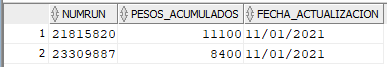 NUMRUN PESOS_ACUMULADOS FECHA_ACTUALIZACION
1 21815820 11100 11/01/2021
2 23309887 8400 11/01/2021